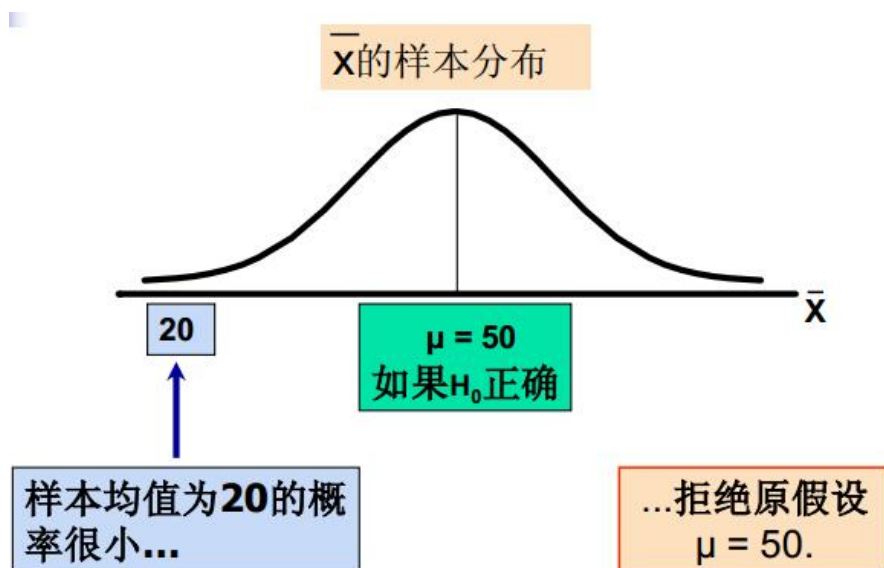 x̄的样本分布
X̄
20
μ = 50
如果H₀正确
样本均值为20的概
率很小...
...拒绝原假设
μ = 50.